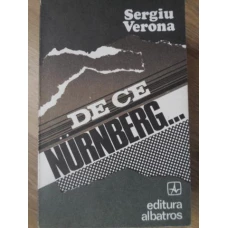 Sergiu
Verona
DE CE
NÜRNBERG...
editura
albatros